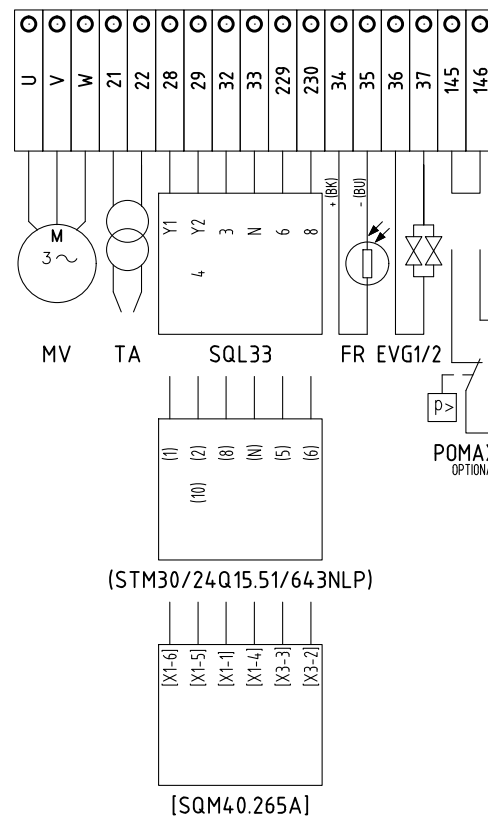 U V W 21 22 28 29 32 33 229 230 34 35 36 37 145 146
+ (BK) - (BU)
Y1 Y2 3 N 6 8
4
M
3~
MV TA SQL33 FR EVG1/2
p>
POMAX
OPTIONA
(1) (2) (8) (N) (5) (6)
(10)
(STM30/24Q15.51/643NLP)
[X1-6] [X1-5] [X1-1] [X1-4] [X3-3] [X3-2]
[SQM40.265A]